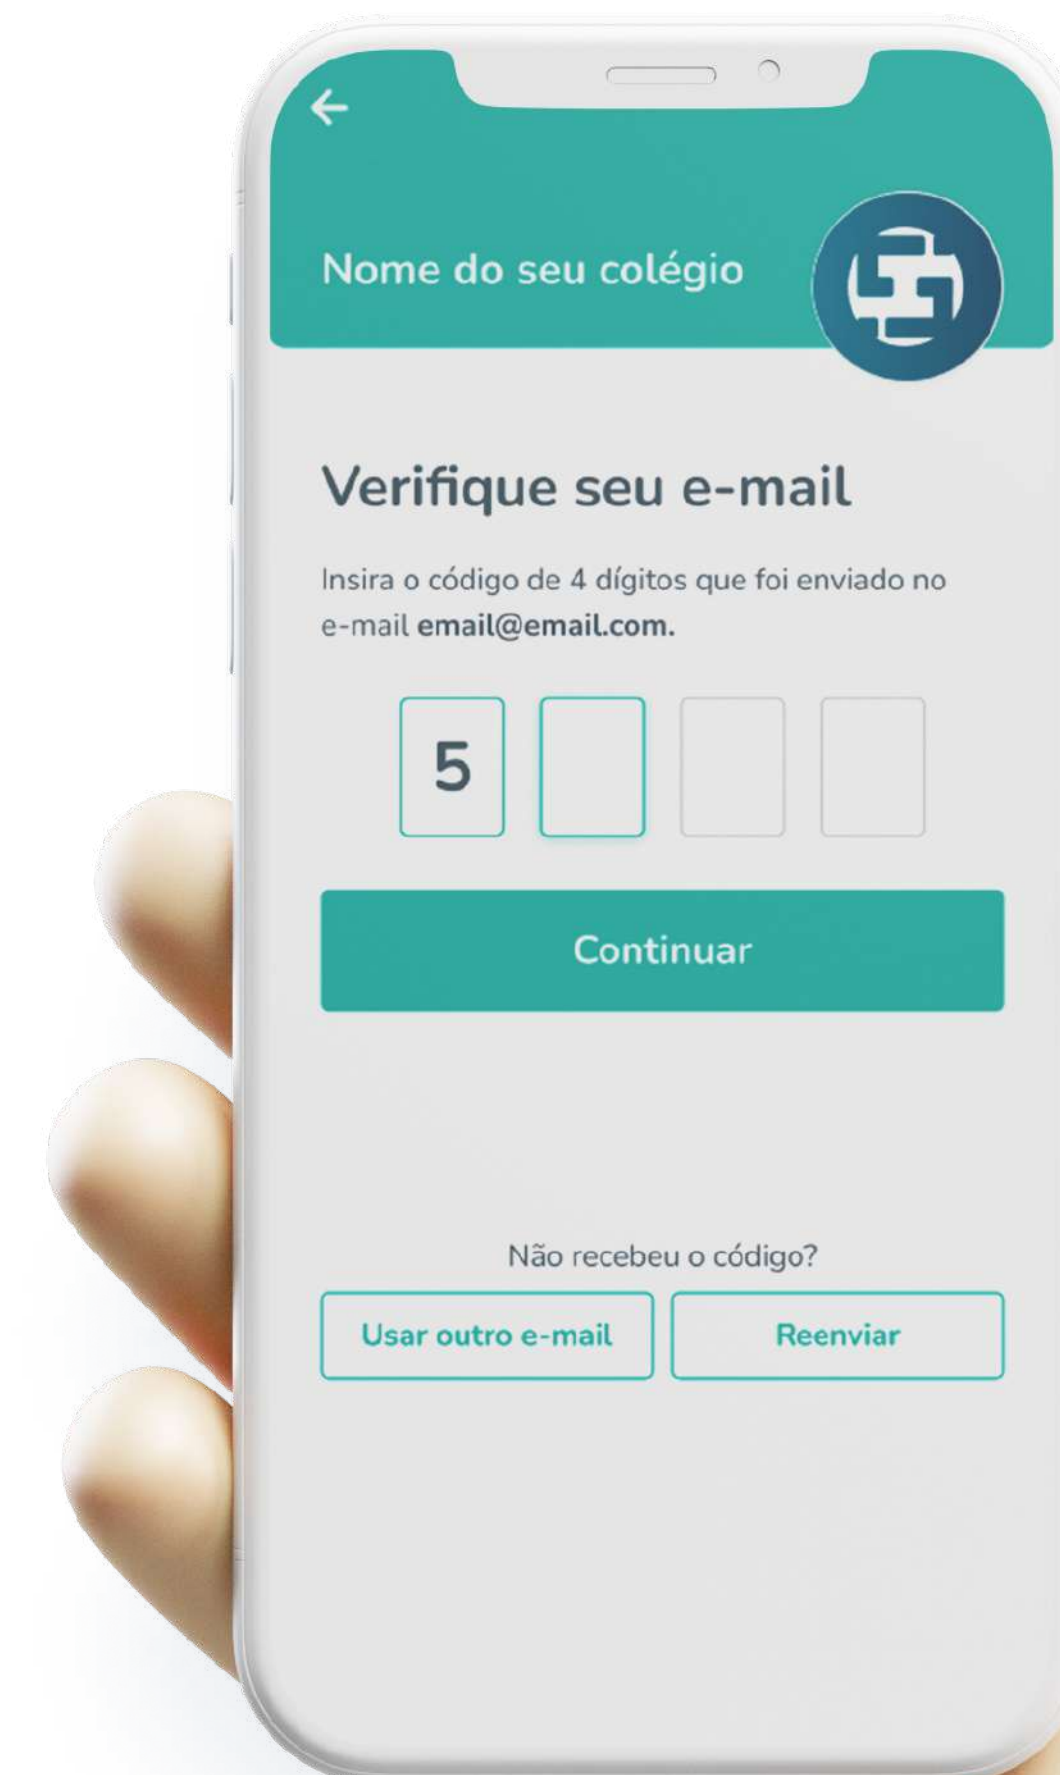 Nome do seu colégio
Verifique seu e-mail
Insira o código de 4 dígitos que foi enviado no
e-mail email@email.com.
5
Continuar
Não recebeu o código?
Usar outro e-mail Reenviar